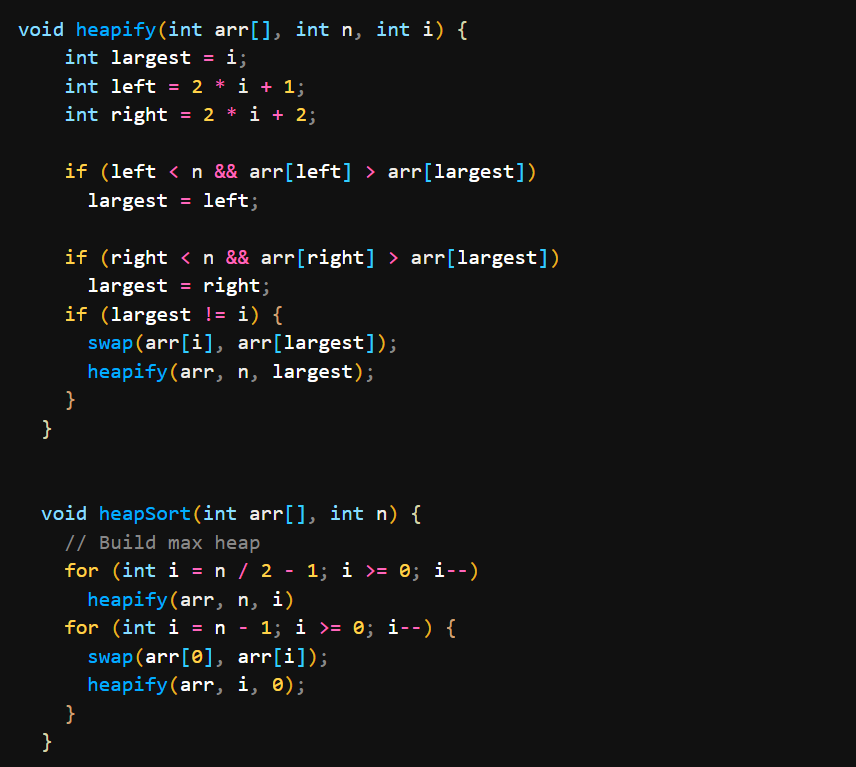 void heapify(int arr[], int n, int i) {
    int largest = i;
    int left = 2 * i + 1;
    int right = 2 * i + 2;

    if (left < n && arr[left] > arr[largest])
      largest = left;

    if (right < n && arr[right] > arr[largest])
      largest = right;
    if (largest != i) {
      swap(arr[i], arr[largest]);
      heapify(arr, n, largest);
    }
  }


  void heapSort(int arr[], int n) {
    // Build max heap
    for (int i = n / 2 - 1; i >= 0; i--)
      heapify(arr, n, i)
    for (int i = n - 1; i >= 0; i--) {
      swap(arr[0], arr[i]);
      heapify(arr, i, 0);
    }
  }